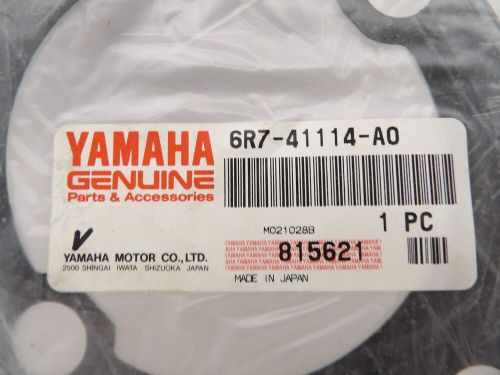 YAMAHA
GENUINE
Parts & Accessories
6R7-41114-A0
1 PC
M021028B
815621
YAMAHA MOTOR CO., LTD.
2500 SHINGAI IWATA SHIZUOKA JAPAN
MADE IN JAPAN